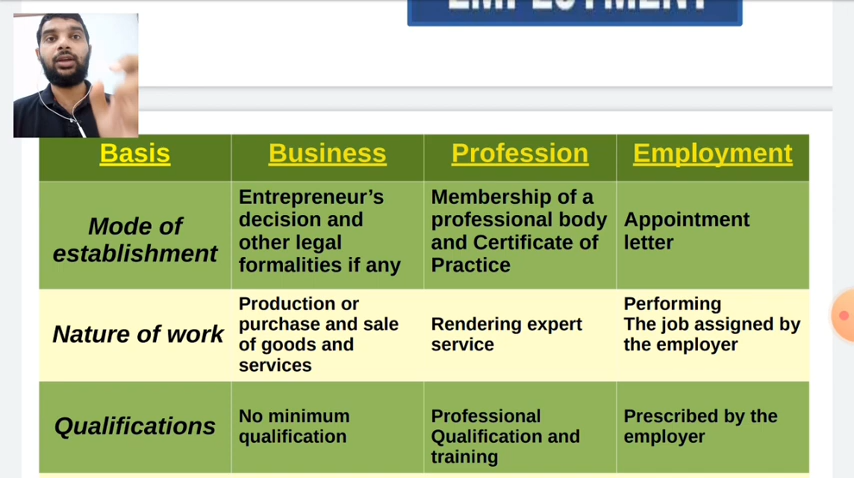 EMPLOYMENT
Basis Business Profession Employment
Mode of
establishment
Entrepreneur's
decision and
other legal
formalities if any
Membership of a
professional body
and Certificate of
Practice
Appointment
letter
Nature of work
Production or
purchase and sale
of goods and
services
Rendering expert
service
Performing
The job assigned by
the employer
Qualifications
No minimum
qualification
Professional
Qualification and
training
Prescribed by the
employer